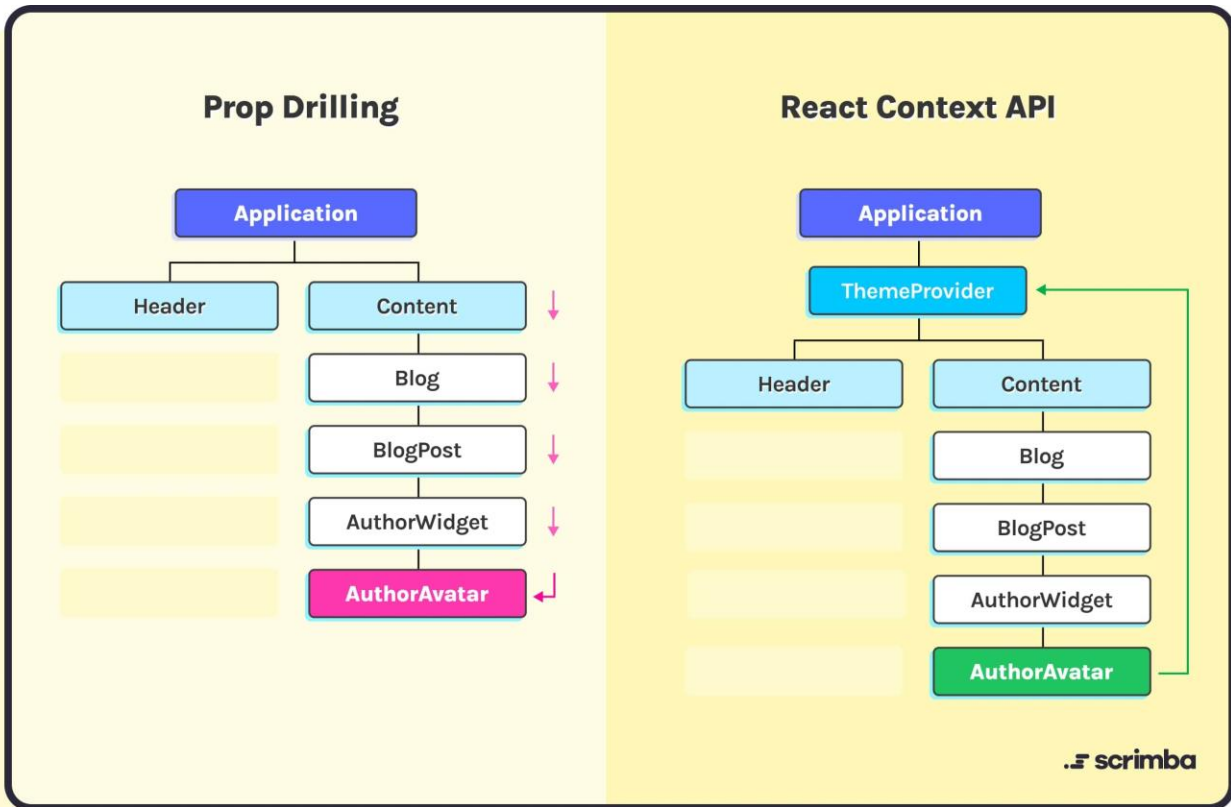 Prop Drilling
Application
Header
Content
Blog
BlogPost
AuthorWidget
AuthorAvatar
React Context API
Application
ThemeProvider
Header
Content
Blog
BlogPost
AuthorWidget
AuthorAvatar
scrimba